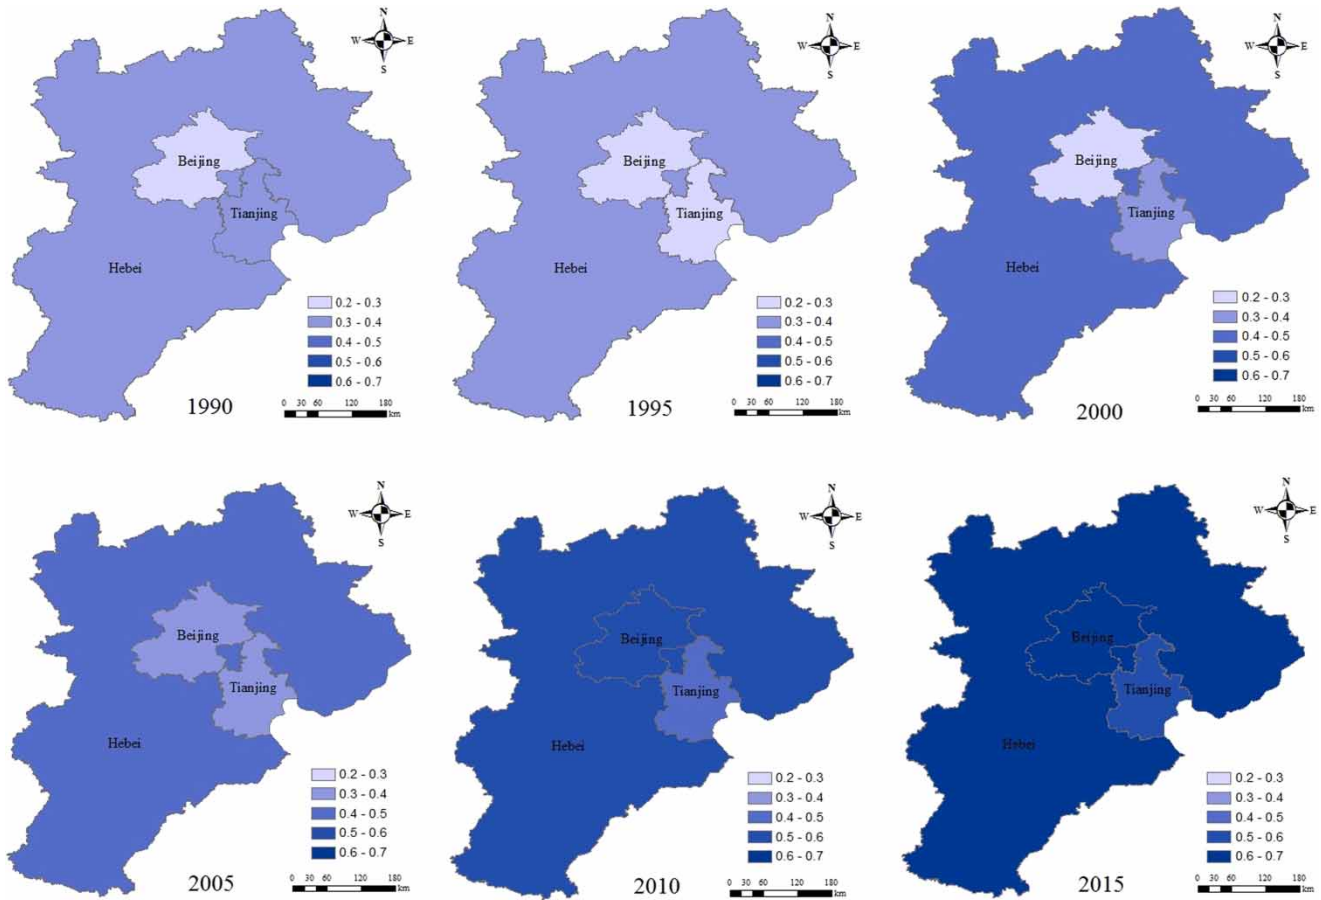 N
W E
S
Beijing
Tianjing
Hebei
0.2 - 0.3
0.3 - 0.4
0.4 - 0.5
0.5 - 0.6
0.6 - 0.7
1990
0 30 60 120 180
km
N
W E
S
Beijing
Tianjing
Hebei
0.2 - 0.3
0.3 - 0.4
0.4 - 0.5
0.5 - 0.6
0.6 - 0.7
1995
0 30 60 120 180
km
N
W E
S
Beijing
Tianjing
Hebei
0.2 - 0.3
0.3 - 0.4
0.4 - 0.5
0.5 - 0.6
0.6 - 0.7
2000
0 30 60 120 180
km
N
W E
S
Beijing
Tianjing
Hebei
0.2 - 0.3
0.3 - 0.4
0.4 - 0.5
0.5 - 0.6
0.6 - 0.7
2005
0 30 60 120 180
km
N
W E
S
Beijing
Tianjing
Hebei
0.2 - 0.3
0.3 - 0.4
0.4 - 0.5
0.5 - 0.6
0.6 - 0.7
2010
0 30 60 120 180
km
N
W E
S
Beijing
Tianjing
Hebei
0.2 - 0.3
0.3 - 0.4
0.4 - 0.5
0.5 - 0.6
0.6 - 0.7
2015
0 30 60 120 180
km